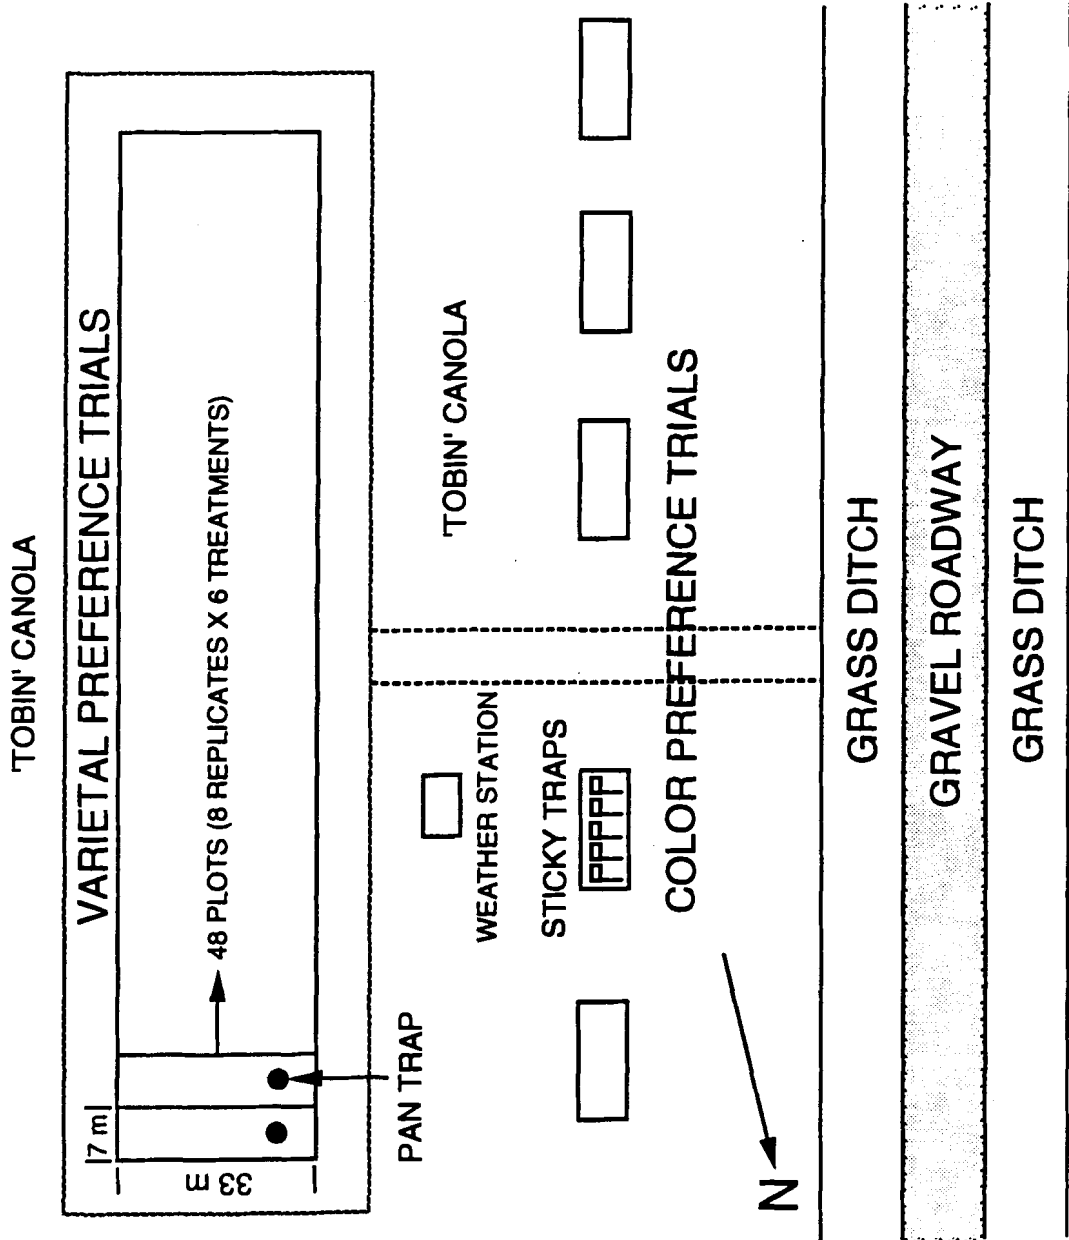 'TOBIN' CANOLA
VARIETAL PREFERENCE TRIALS
7 m
33 m
48 PLOTS (8 REPLICATES X 6 TREATMENTS)
PAN TRAP
'TOBIN' CANOLA
WEATHER STATION
STICKY TRAPS
COLOR PREFERENCE TRIALS
N
GRASS DITCH
GRAVEL ROADWAY
GRASS DITCH